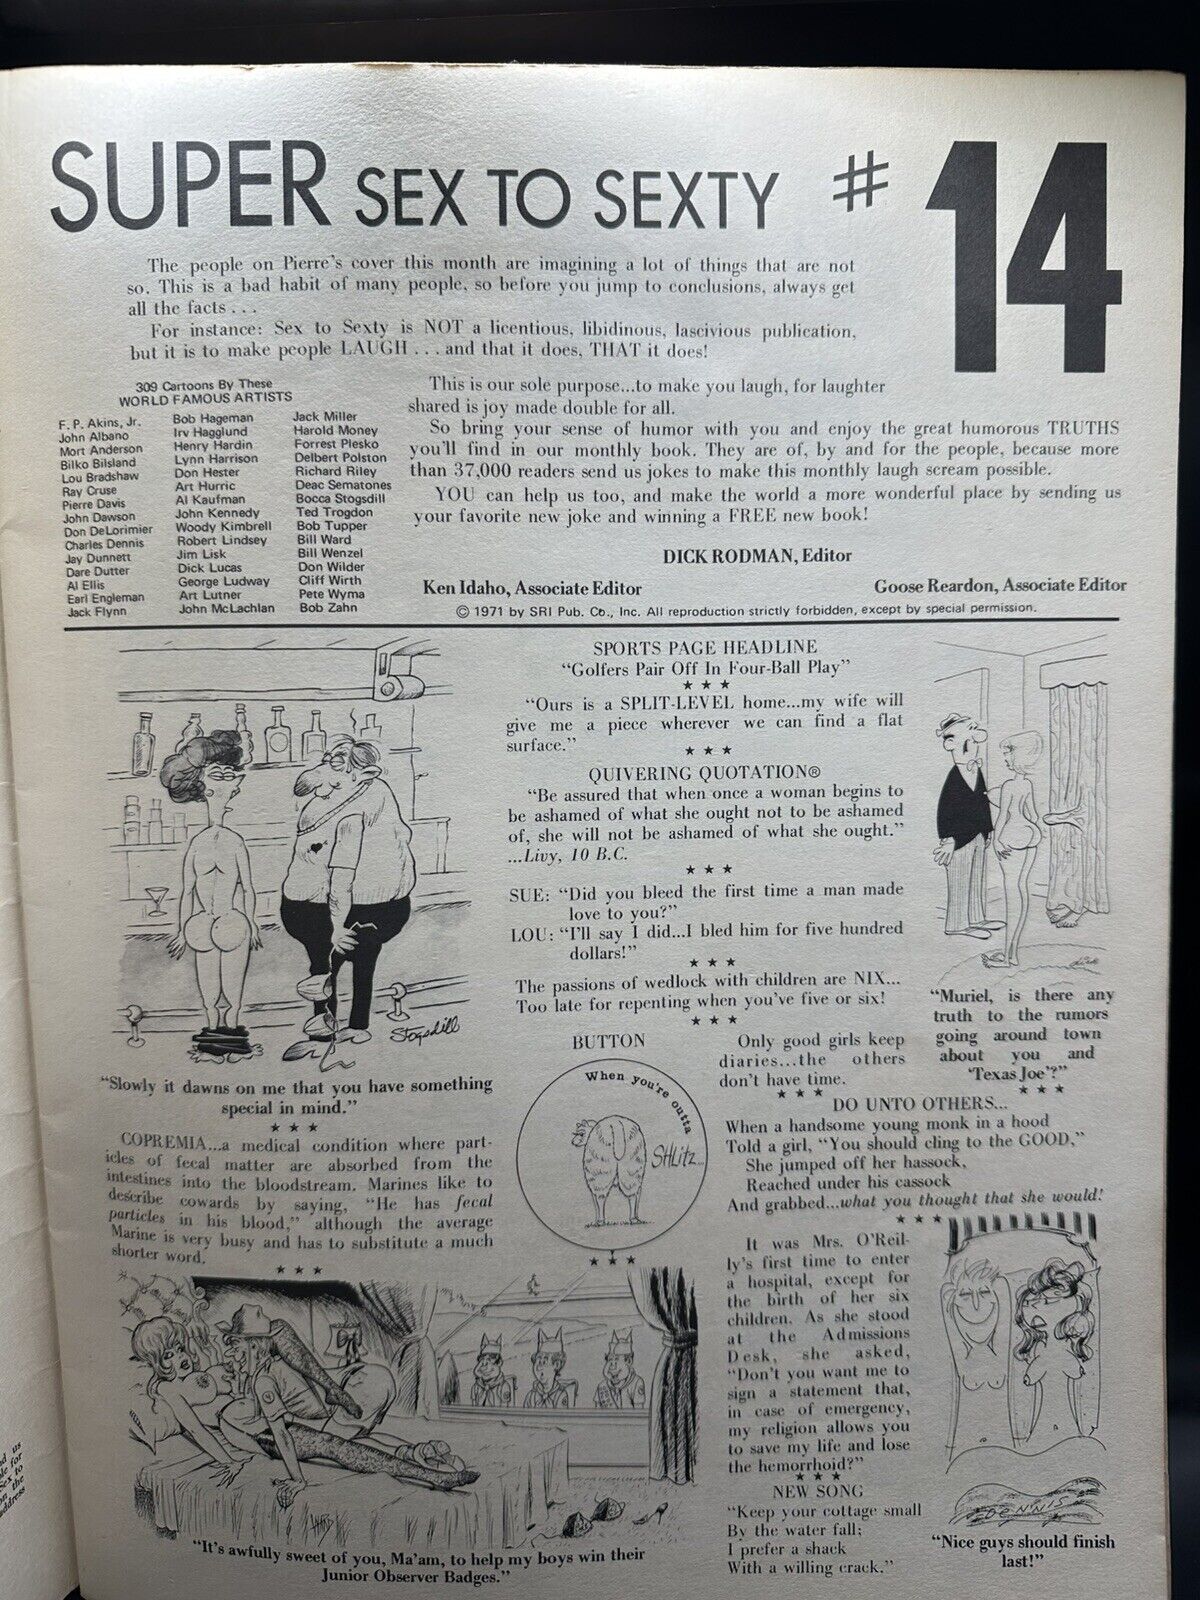 SUPER SEX TO SEXTY # 14
The people on Pierre's cover this month are imagining a lot of things that are not
so. This is a bad habit of many people, so before you jump to conclusions, always get
all the facts . . .
For instance: Sex to Sexty is NOT a licentious, libidinous, lascivious publication,
but it is to make people LAUGH . . . and that it does, THAT it does!
309 Cartoons By These
WORLD FAMOUS ARTISTS
F. P. Akins, Jr.
John Albano
Mort Anderson
Bilko Bilsland
Lou Bradshaw
Ray Cruse
Pierre Davis
John Dawson
Don DeLorimier
Charles Dennis
Jay Dunnett
Dare Dutter
Al Ellis
Earl Engleman
Jack Flynn
Bob Hageman
Irv Hagglund
Henry Hardin
Lynn Harrison
Don Hester
Art Hurric
Al Kaufman
John Kennedy
Woody Kimbrell
Robert Lindsey
Jim Lisk
Dick Lucas
George Ludway
Art Lutner
John McLachlan
Jack Miller
Harold Money
Forrest Plesko
Delbert Polston
Richard Riley
Deac Sematones
Bocca Stogsdill
Ted Trogdon
Bob Tupper
Bill Ward
Bill Wenzel
Don Wilder
Cliff Wirth
Pete Wyma
Bob Zahn
This is our sole purpose...to make you laugh, for laughter
shared is joy made double for all.
So bring your sense of humor with you and enjoy the great humorous TRUTHS
you'll find in our monthly book. They are of, by and for the people, because more
than 37,000 readers send us jokes to make this monthly laugh scream possible.
YOU can help us too, and make the world a more wonderful place by sending us
your favorite new joke and winning a FREE new book!
DICK RODMAN, Editor
Ken Idaho, Associate Editor
Goose Reardon, Associate Editor
© 1971 by SRI Pub. Co., Inc. All reproduction strictly forbidden, except by special permission.
Stogsdill
"Slowly it dawns on me that you have something
special in mind."
★ ★ ★
COPREMIA...a medical condition where part-
icles of fecal matter are absorbed from the
intestines into the bloodstream. Marines like to
describe cowards by saying, "He has fecal
particles in his blood," although the average
Marine is very busy and has to substitute a much
shorter word.
★ ★ ★
SPORTS PAGE HEADLINE
"Golfers Pair Off In Four-Ball Play"
★ ★ ★
"Ours is a SPLIT-LEVEL home...my wife will
give me a piece wherever we can find a flat
surface."
★ ★ ★
QUIVERING QUOTATION®
"Be assured that when once a woman begins to
be ashamed of what she ought not to be ashamed
of, she will not be ashamed of what she ought."
...Livy, 10 B.C.
★ ★ ★
SUE: "Did you bleed the first time a man made
love to you?"
LOU: "I'll say I did...I bled him for five hundred
dollars!"
★ ★ ★
The passions of wedlock with children are NIX...
Too late for repenting when you've five or six!
★ ★ ★
BUTTON
When you're outta
SHLitz...
★ ★ ★
Only good girls keep
diaries...the others
don't have time.
★ ★ ★
"Muriel, is there any
truth to the rumors
going around town
about you and
'Texas Joe'?"
★ ★ ★
DO UNTO OTHERS...
When a handsome young monk in a hood
Told a girl, "You should cling to the GOOD,"
She jumped off her hassock,
Reached under his cassock
And grabbed...what you thought that she would!
★ ★ ★
It was Mrs. O'Reil-
ly's first time to enter
a hospital, except for
the birth of her six
children. As she stood
at the Admissions
Desk, she asked,
"Don't you want me to
sign a statement that,
in case of emergency,
my religion allows you
to save my life and lose
the hemorrhoid?"
★ ★ ★
NEW SONG
"Keep your cottage small
By the water fall;
I prefer a shack
With a willing crack."
DENNIS
"Nice guys should finish
last!"
WARD
"It's awfully sweet of you, Ma'am, to help my boys win their
Junior Observer Badges."
us
for
Sex to
on the
address